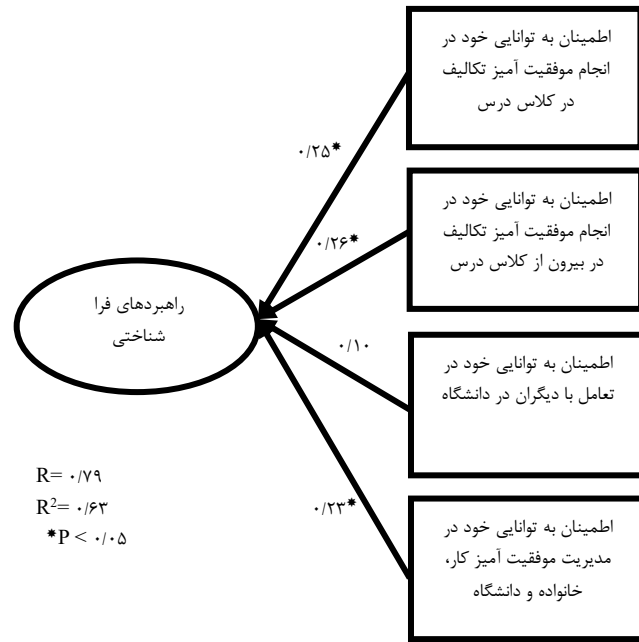 اطمینان به توانایی خود در
انجام موفقیت آمیز تکالیف
در کلاس درس
۰/۲۵*
اطمینان به توانایی خود در
انجام موفقیت آمیز تکالیف
در بیرون از کلاس درس
۰/۲۶*
راهبردهای فرا
شناختی
۰/۱۰
اطمینان به توانایی خود در
تعامل با دیگران در دانشگاه
۰/۲۳*
اطمینان به توانایی خود در
مدیریت موفقیت آمیز کار،
خانواده و دانشگاه
R= ۰/۷۹
R²= ۰/۶۳
*P < ۰/۰۵